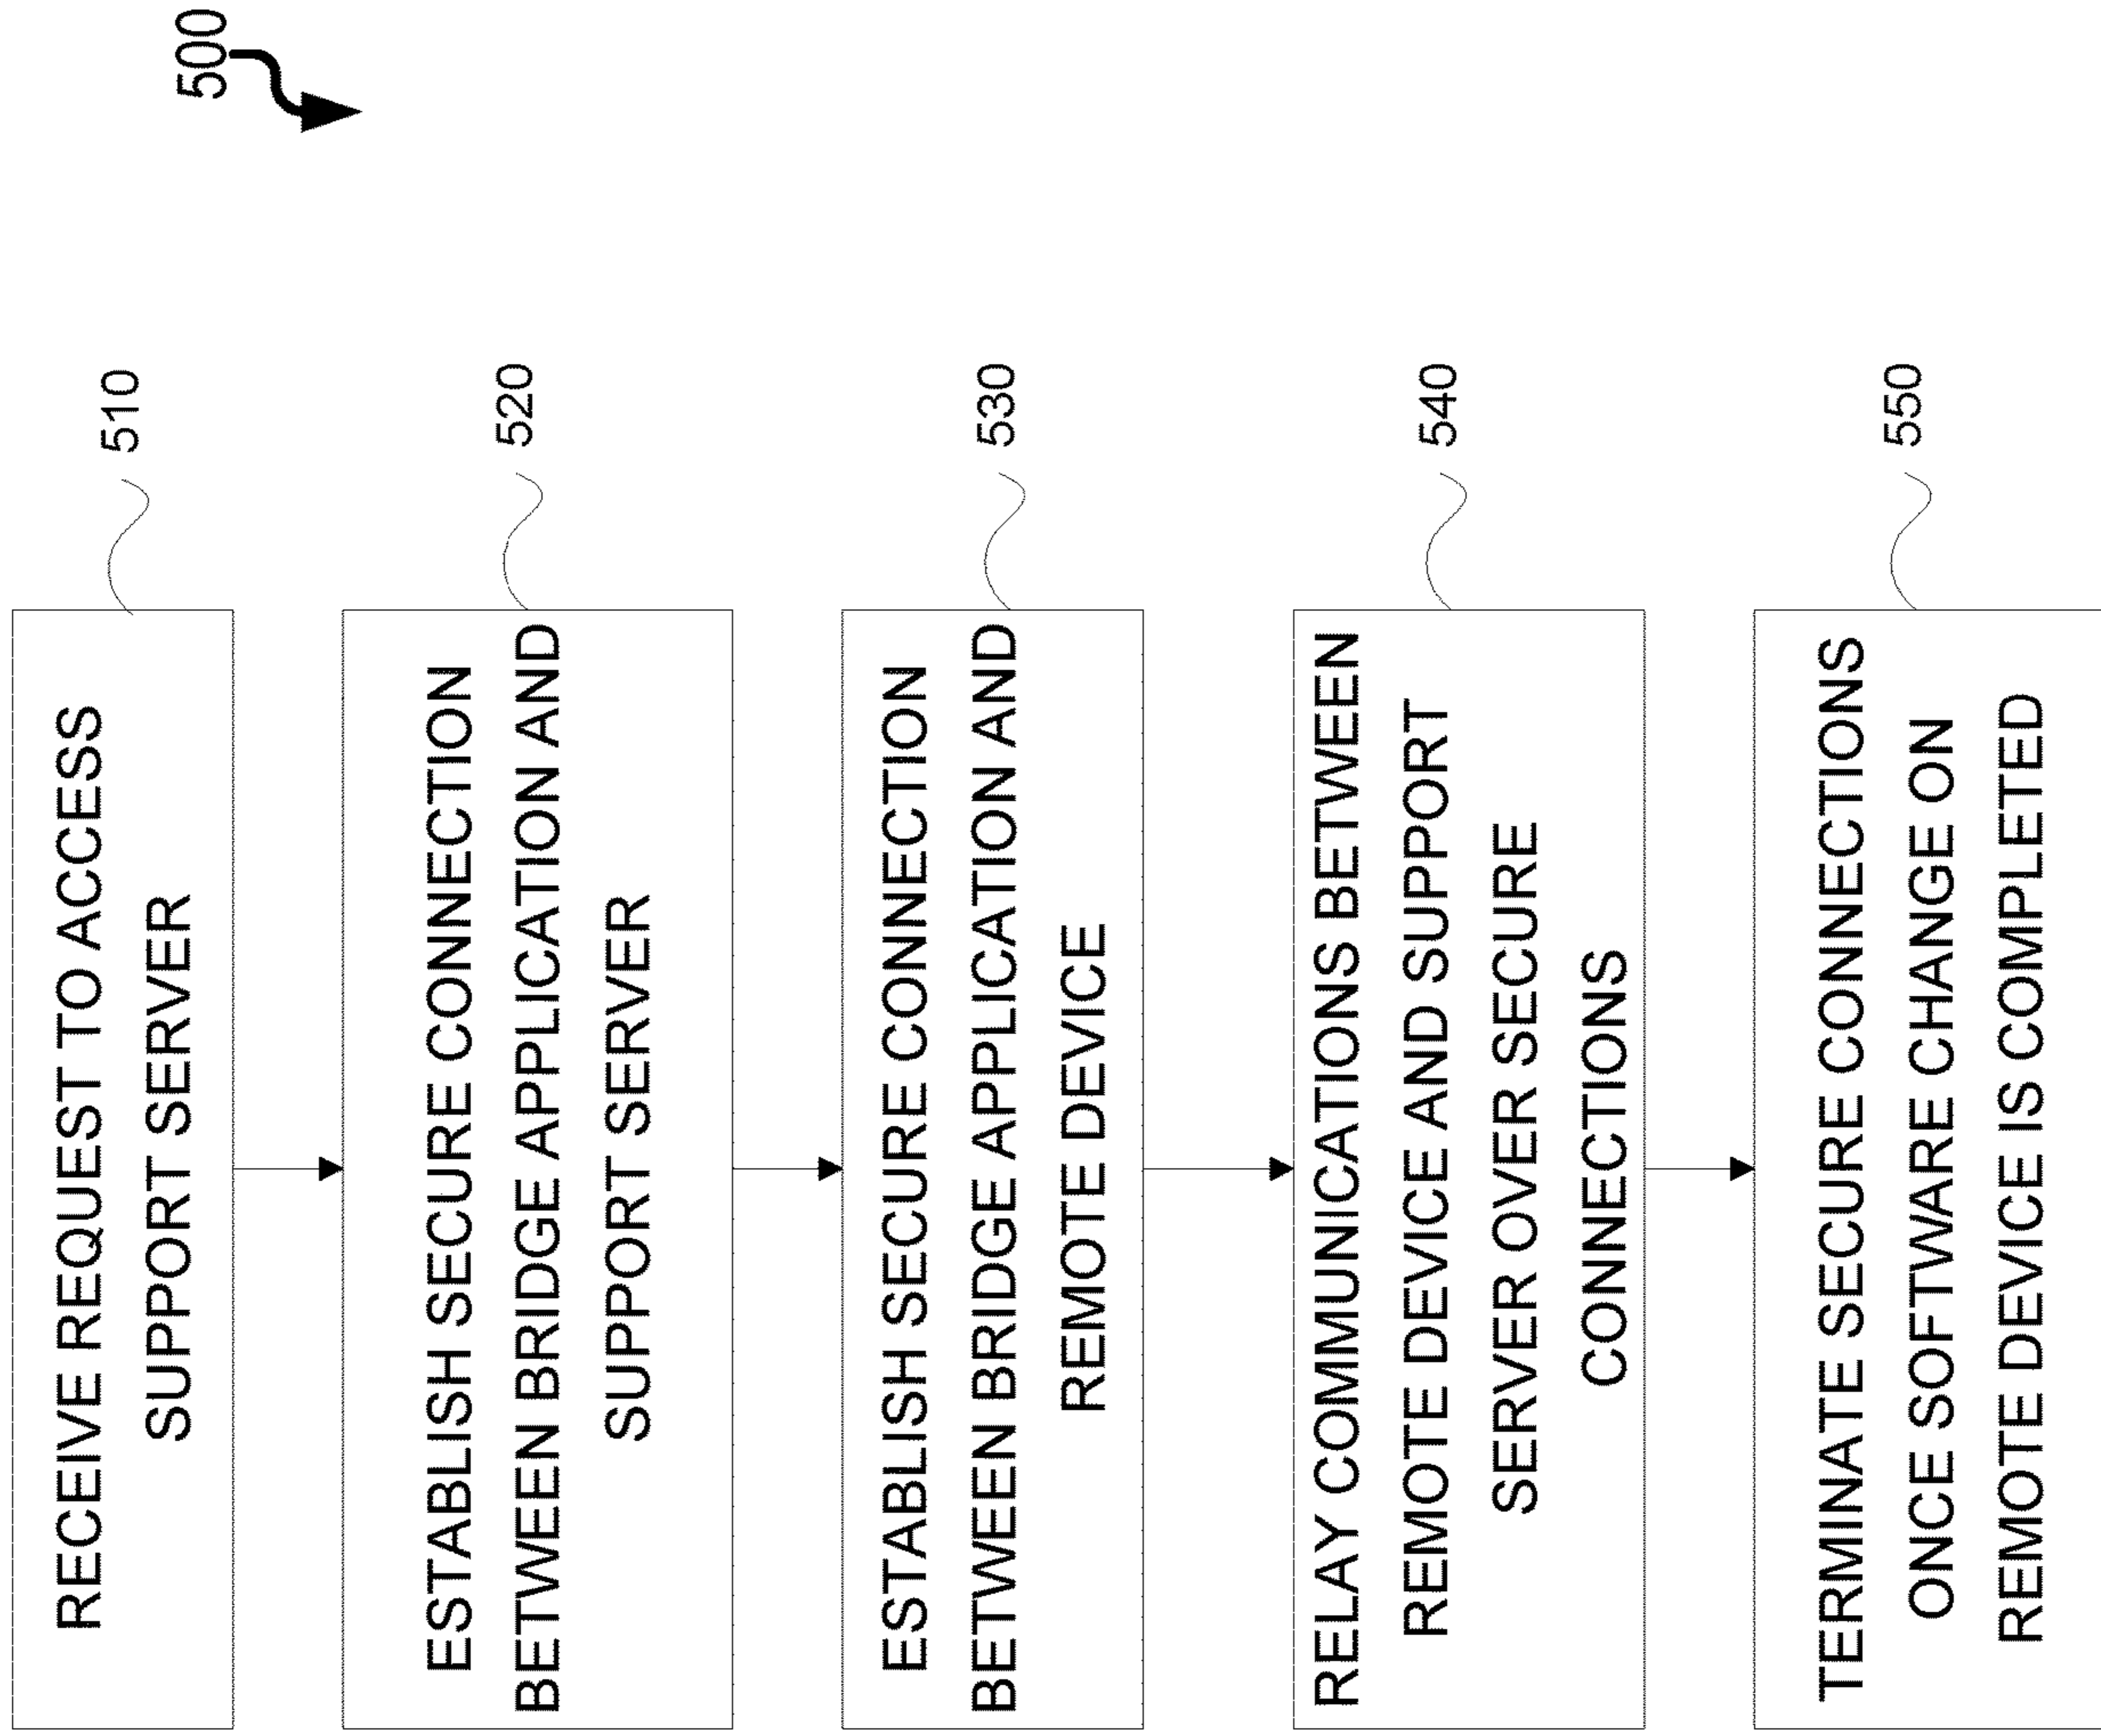 500
RECEIVE REQUEST TO ACCESS
SUPPORT SERVER
510
ESTABLISH SECURE CONNECTION
BETWEEN BRIDGE APPLICATION AND
SUPPORT SERVER
520
ESTABLISH SECURE CONNECTION
BETWEEN BRIDGE APPLICATION AND
REMOTE DEVICE
530
RELAY COMMUNICATIONS BETWEEN
REMOTE DEVICE AND SUPPORT
SERVER OVER SECURE
CONNECTIONS
540
TERMINATE SECURE CONNECTIONS
ONCE SOFTWARE CHANGE ON
REMOTE DEVICE IS COMPLETED
550